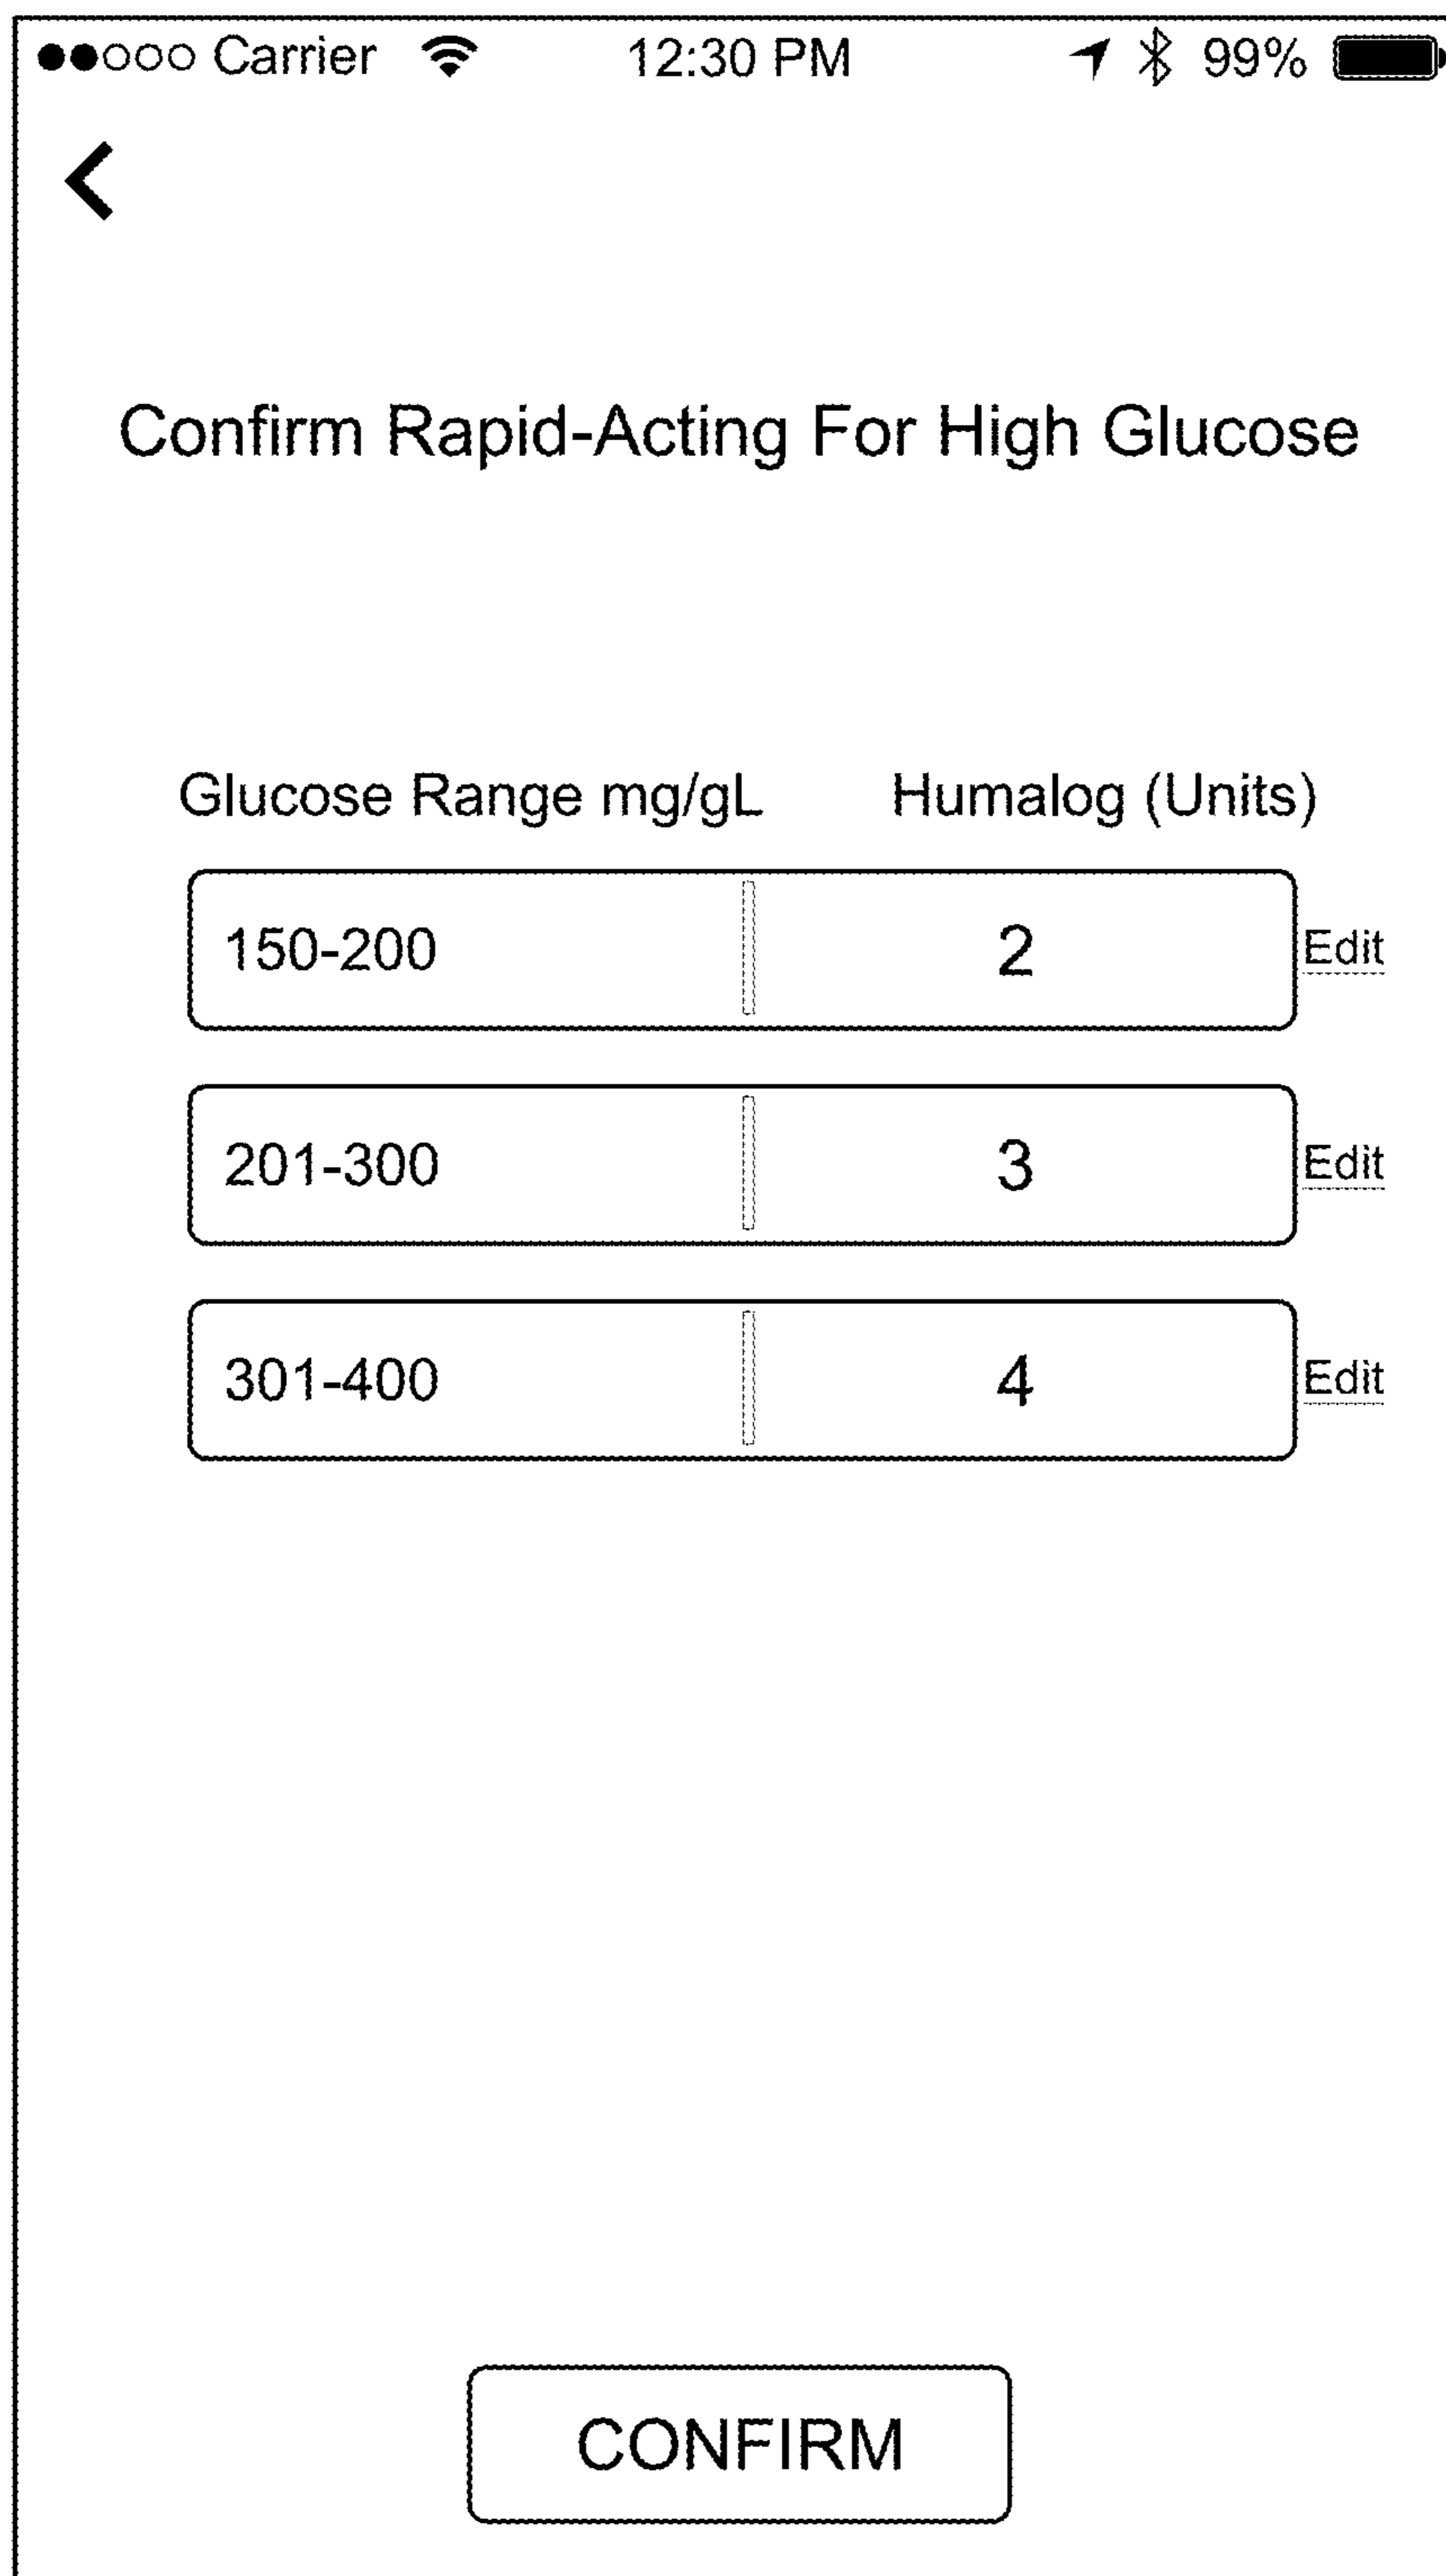 Carrier 12:30 PM 99%
Confirm Rapid-Acting For High Glucose
Glucose Range mg/gL Humalog (Units)
150-200 2 Edit
201-300 3 Edit
301-400 4 Edit
CONFIRM